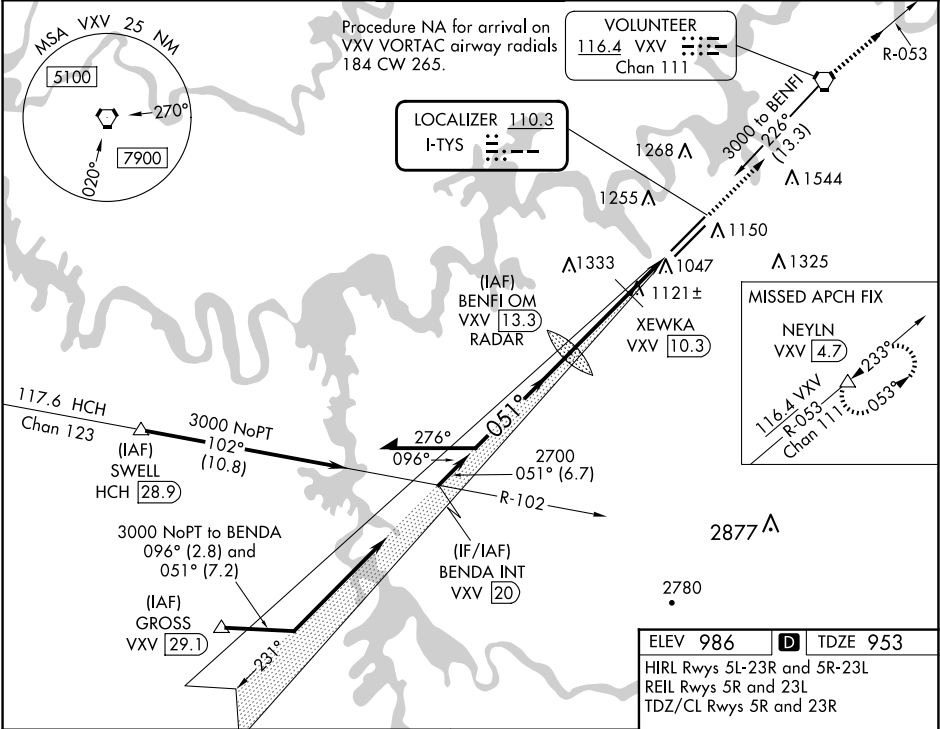 MSA VXV 25 NM
5100
270°
7900
020°
Procedure NA for arrival on
VXV VORTAC airway radials
184 CW 265.
VOLUNTEER
116.4 VXV
Chan 111
R-053
LOCALIZER 110.3
I-TYS
3000 to BENFI
226°
(13.3)
1268
1544
1255
1150
1333
1047
1325
1121±
(IAF)
BENFI OM
VXV 13.3
RADAR
XEWKA
VXV 10.3
MISSED APCH FIX
NEYLN
VXV 4.7
233°
053°
116.4 VXV
R-053
Chan 111
117.6 HCH
Chan 123
3000 NoPT
102°
(10.8)
(IAF)
SWELL
HCH 28.9
051°
276°
096°
2700
051° (6.7)
R-102
3000 NoPT to BENDA
096° (2.8) and
051° (7.2)
(IF/IAF)
BENDA INT
VXV 20
2877
2780
(IAF)
GROSS
VXV 29.1
231°
ELEV 986 D TDZE 953
HIRL Rwys 5L-23R and 5R-23L
REIL Rwys 5R and 23L
TDZ/CL Rwys 5R and 23R